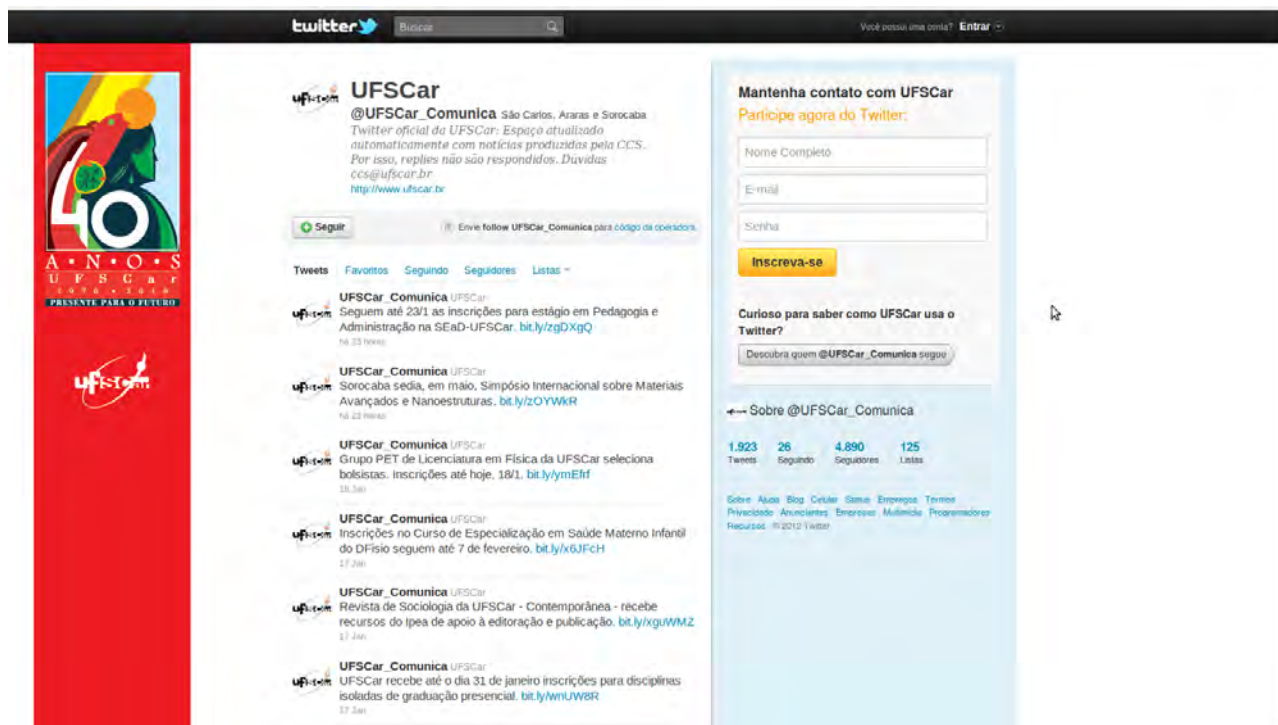 twitter
Buscar
Você possui uma conta? Entrar
40
A • N • O • S
UFSCar
1970 • 2010
PRESENTE PARA O FUTURO
ufscar
UFSCar
@UFSCar_Comunica São Carlos, Araras e Sorocaba
Twitter oficial da UFSCar: Espaço atualizado
automaticamente com notícias produzidas pela CCS.
Por isso, replies não são respondidos. Dúvidas
ccs@ufscar.br
http://www.ufscar.br
Seguir
Envie follow UFSCar_Comunica para código da operadora.
Tweets Favoritos Seguindo Seguidores Listas
UFSCar_Comunica UFSCar
Seguem até 23/1 as inscrições para estágio em Pedagogia e
Administração na SEaD-UFSCar. bit.ly/zgDXgQ
há 23 horas
UFSCar_Comunica UFSCar
Sorocaba sedia, em maio, Simpósio Internacional sobre Materiais
Avançados e Nanoestruturas. bit.ly/zOYWkR
há 23 horas
UFSCar_Comunica UFSCar
Grupo PET de Licenciatura em Física da UFSCar seleciona
bolsistas. Inscrições até hoje, 18/1. bit.ly/ymEfrf
18 Jan
UFSCar_Comunica UFSCar
Inscrições no Curso de Especialização em Saúde Materno Infantil
do DFisio seguem até 7 de fevereiro. bit.ly/x6JFcH
17 Jan
UFSCar_Comunica UFSCar
Revista de Sociologia da UFSCar - Contemporânea - recebe
recursos do Ipea de apoio à editoração e publicação. bit.ly/xguWMZ
17 Jan
UFSCar_Comunica UFSCar
UFSCar recebe até o dia 31 de janeiro inscrições para disciplinas
isoladas de graduação presencial. bit.ly/wnUW8R
17 Jan
Mantenha contato com UFSCar
Participe agora do Twitter:
Nome Completo
E-mail
Senha
Inscreva-se
Curioso para saber como UFSCar usa o
Twitter?
Descubra quem @UFSCar_Comunica segue
Sobre @UFSCar_Comunica
1.923 26 4.890 125
Tweets Seguindo Seguidores Listas
Sobre Ajuda Blog Celular Status Empregos Termos
Privacidade Anunciantes Empresas Multimídia Programadores
Recursos © 2012 Twitter